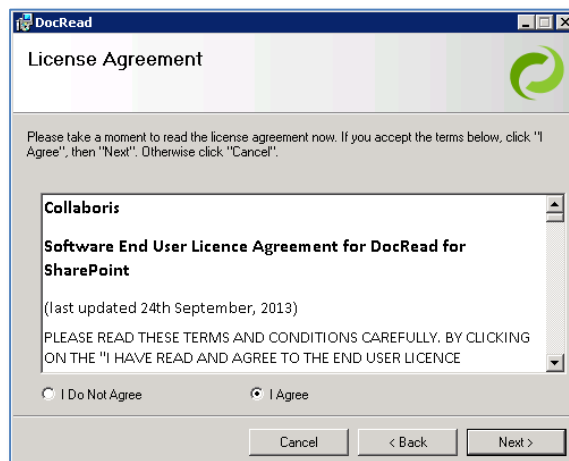 DocRead
License Agreement
Please take a moment to read the license agreement now. If you accept the terms below, click "I
Agree", then "Next". Otherwise click "Cancel".
Collaboris
Software End User Licence Agreement for DocRead for
SharePoint
(last updated 24th September, 2013)
PLEASE READ THESE TERMS AND CONDITIONS CAREFULLY. BY CLICKING
ON THE "I HAVE READ AND AGREE TO THE END USER LICENCE
I Do Not Agree
I Agree
Cancel
< Back
Next >